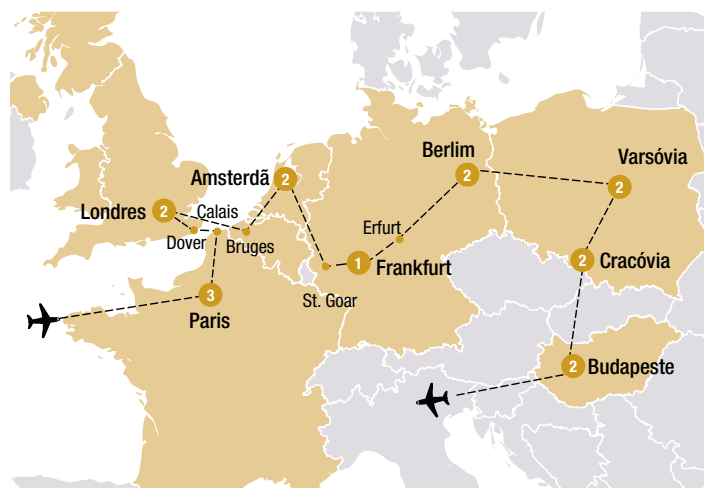 Berlim
2
Varsóvia
2
Amsterdã
2
Londres
2
Calais
Dover
Bruges
Erfurt
1
Frankfurt
St. Goar
2
Cracóvia
3
Paris
2
Budapeste